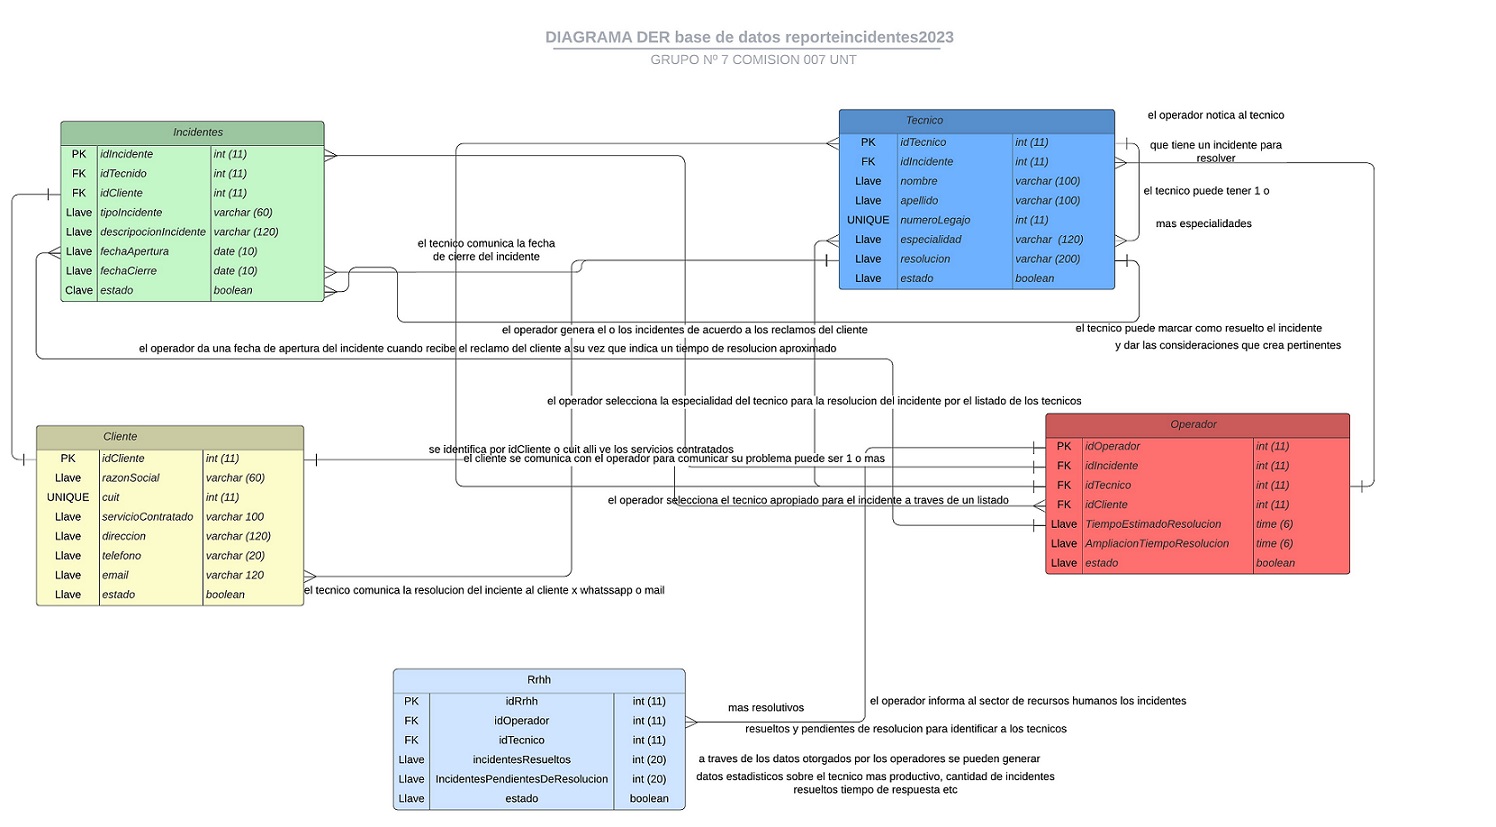 DIAGRAMA DER base de datos reporteincidentes2023
GRUPO Nº 7 COMISION 007 UNT
Incidentes
PK idIncidente int (11)
FK idTecnido int (11)
FK idCliente int (11)
Llave tipoIncidente varchar (60)
Llave descripocionIncidente varchar (120)
Llave fechaApertura date (10)
Llave fechaCierre date (10)
Clave estado boolean
Tecnico
PK idTecnico int (11)
FK idIncidente int (11)
Llave nombre varchar (100)
Llave apellido varchar (100)
UNIQUE numeroLegajo int (11)
Llave especialidad varchar (120)
Llave resolucion varchar (200)
Llave estado boolean
el operador notica al tecnico
que tiene un incidente para
resolver
el tecnico puede tener 1 o
mas especialidades
el tecnico comunica la fecha
de cierre del incidente
el operador genera el o los incidentes de acuerdo a los reclamos del cliente
el tecnico puede marcar como resuelto el incidente
y dar las consideraciones que crea pertinentes
el operador da una fecha de apertura del incidente cuando recibe el reclamo del cliente a su vez que indica un tiempo de resolucion aproximado
el operador selecciona la especialidad del tecnico para la resolucion del incidente por el listado de los tecnicos
Cliente
PK idCliente int (11)
Llave razonSocial varchar (60)
UNIQUE cuit int (11)
Llave servicioContratado varchar 100
Llave direccion varchar (120)
Llave telefono varchar (20)
Llave email varchar 120
Llave estado boolean
se identifica por idCliente o cuit alli ve los servicios contratados
el cliente se comunica con el operador para comunicar su problema puede ser 1 o mas
el operador selecciona el tecnico apropiado para el incidente a traves de un listado
Operador
PK idOperador int (11)
FK idIncidente int (11)
FK idTecnico int (11)
FK idCliente int (11)
Llave TiempoEstimadoResolucion time (6)
Llave AmpliacionTiempoResolucion time (6)
Llave estado boolean
el tecnico comunica la resolucion del inciente al cliente x whatssapp o mail
Rrhh
PK idRrhh int (11)
FK idOperador int (11)
FK idTecnico int (11)
Llave incidentesResueltos int (20)
Llave IncidentesPendientesDeResolucion int (20)
Llave estado boolean
el operador informa al sector de recursos humanos los incidentes
mas resolutivos
resueltos y pendientes de resolucion para identificar a los tecnicos
a traves de los datos otorgados por los operadores se pueden generar
datos estadisticos sobre el tecnico mas productivo, cantidad de incidentes
resueltos tiempo de respuesta etc